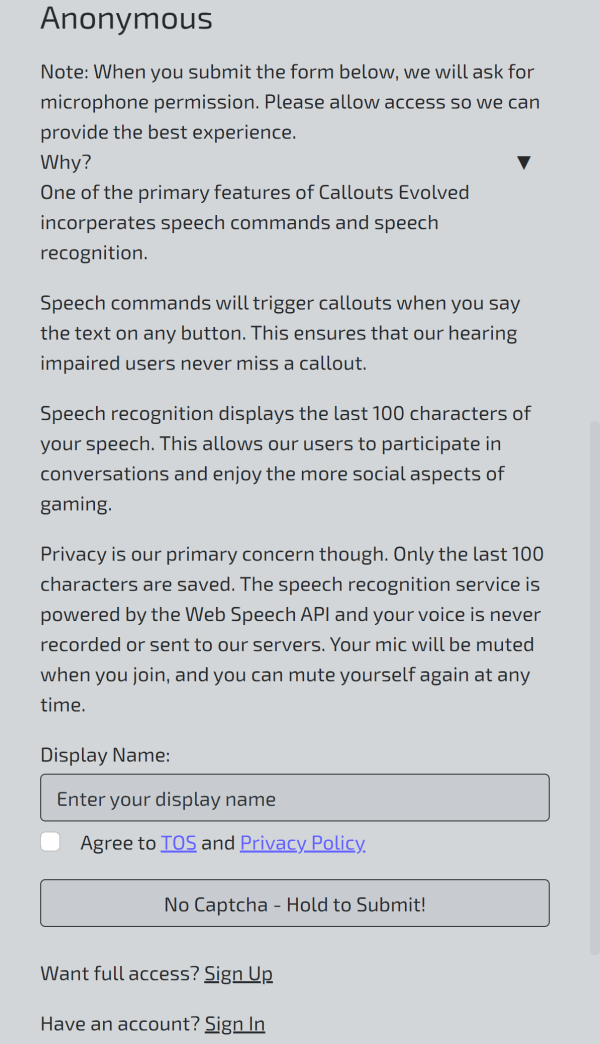 Anonymous
Note: When you submit the form below, we will ask for
microphone permission. Please allow access so we can
provide the best experience.
Why? ▼
One of the primary features of Callouts Evolved
incorperates speech commands and speech
recognition.
Speech commands will trigger callouts when you say
the text on any button. This ensures that our hearing
impaired users never miss a callout.
Speech recognition displays the last 100 characters of
your speech. This allows our users to participate in
conversations and enjoy the more social aspects of
gaming.
Privacy is our primary concern though. Only the last 100
characters are saved. The speech recognition service is
powered by the Web Speech API and your voice is never
recorded or sent to our servers. Your mic will be muted
when you join, and you can mute yourself again at any
time.
Display Name:
Enter your display name
Agree to TOS and Privacy Policy
No Captcha - Hold to Submit!
Want full access? Sign Up
Have an account? Sign In